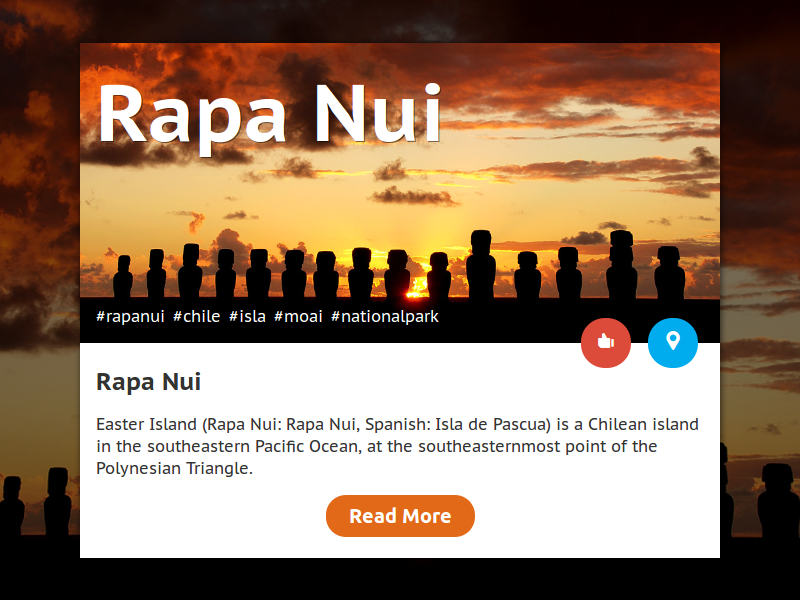 Rapa Nui
#rapanui #chile #isla #moai #nationalpark
Rapa Nui
Easter Island (Rapa Nui: Rapa Nui, Spanish: Isla de Pascua) is a Chilean island
in the southeastern Pacific Ocean, at the southeasternmost point of the
Polynesian Triangle.
Read More